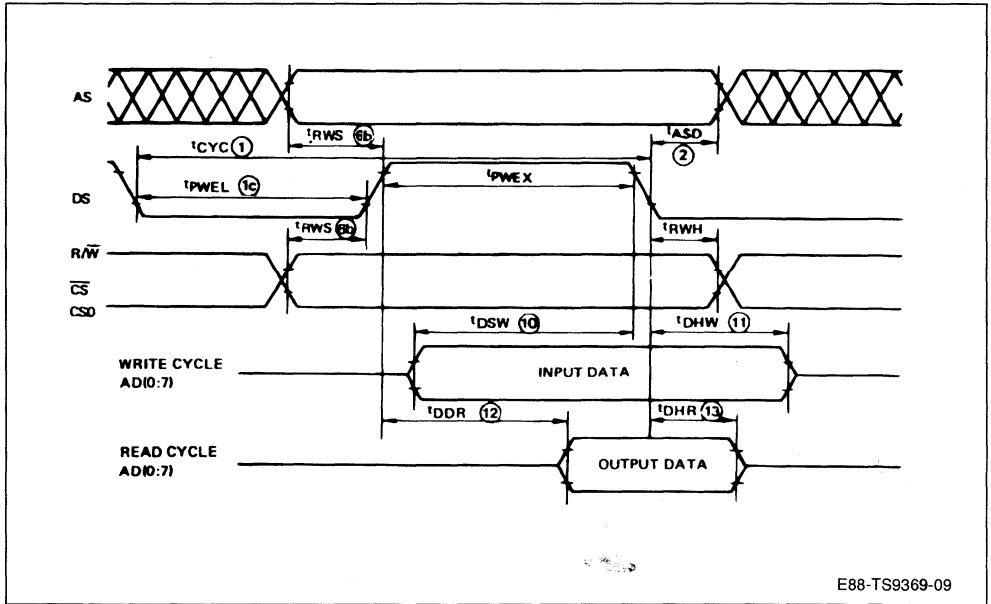 AS
tRWS 6b
tASD
2
tCYC 1
tPWEX
tPWEL 1c
DS
tRWS 6b
tRWH
R/W̅
C̅S̅
CS0
tDSW 10
tDHW 11
WRITE CYCLE
AD(0:7)
INPUT DATA
tDDR 12
tDHR 13
READ CYCLE
AD(0:7)
OUTPUT DATA
E88-TS9369-09